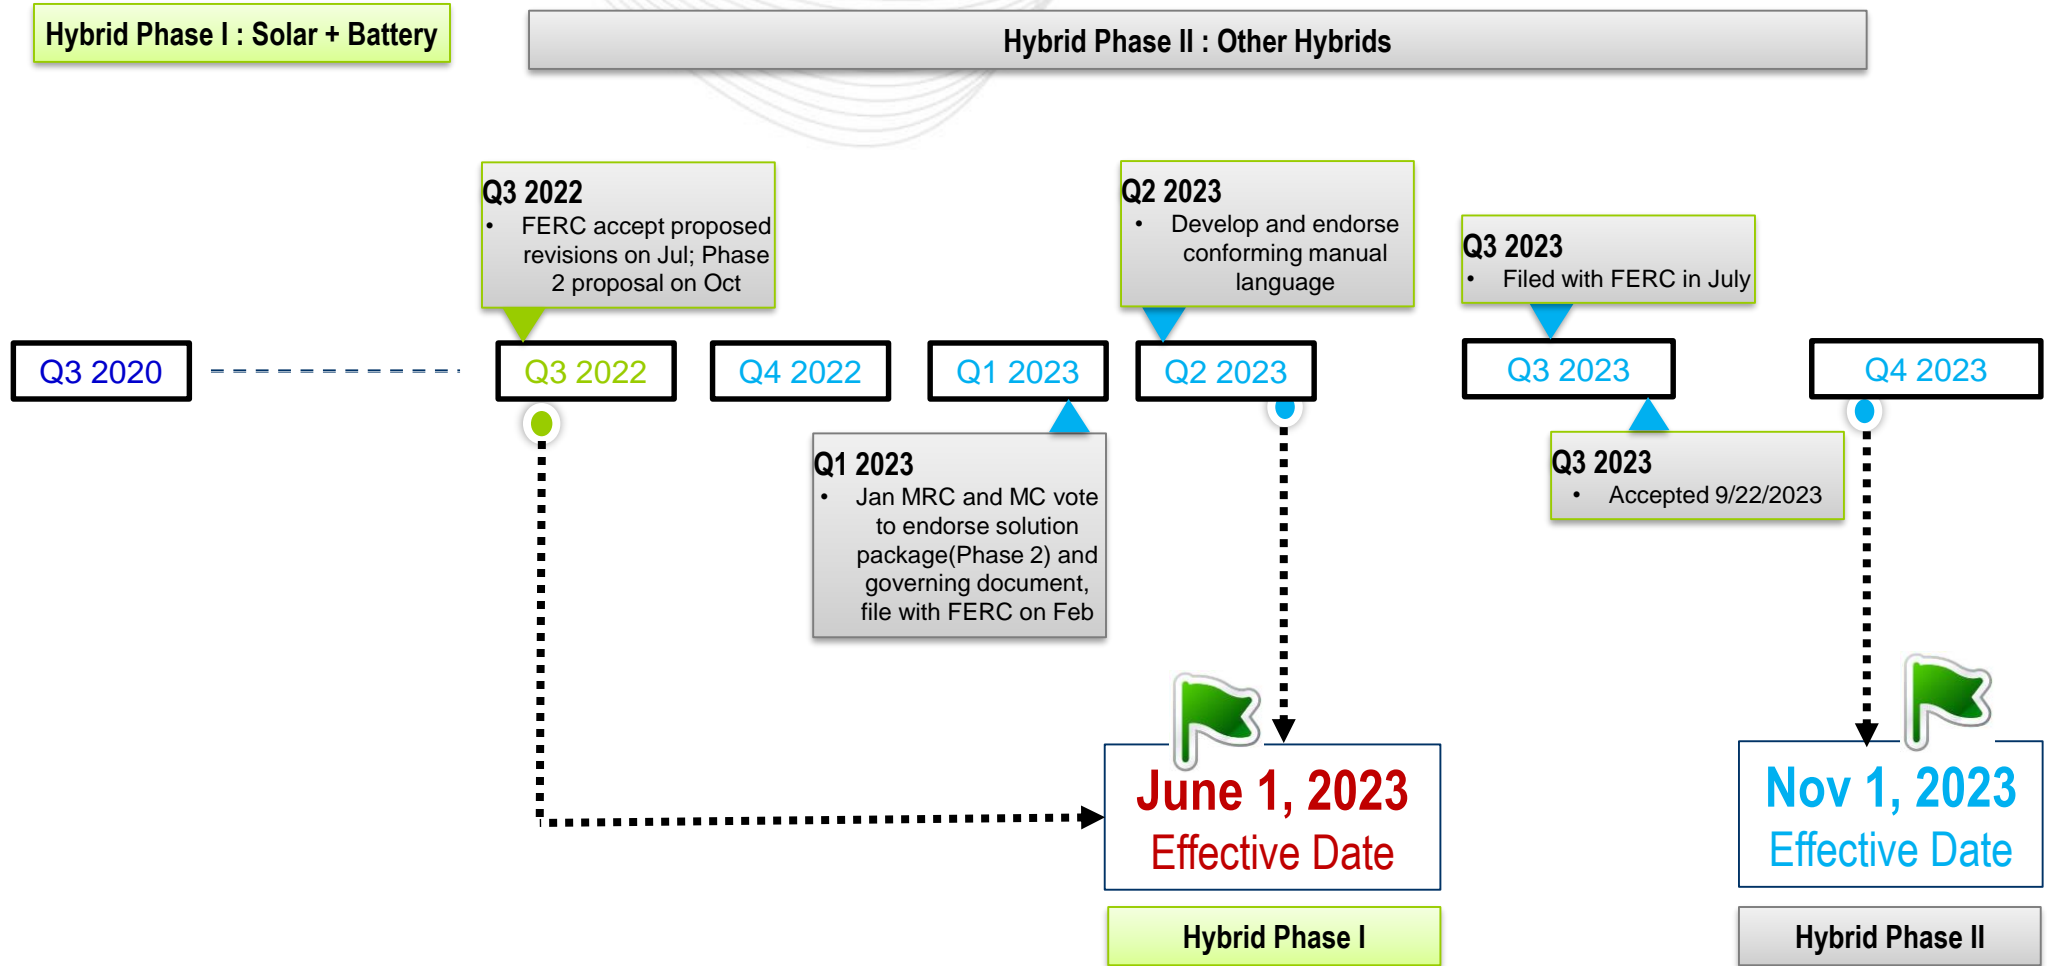 Hybrid Phase I : Solar + Battery
Hybrid Phase II : Other Hybrids
Q3 2022
• FERC accept proposed
revisions on Jul; Phase
2 proposal on Oct
Q2 2023
• Develop and endorse
conforming manual
language
Q3 2023
• Filed with FERC in July
Q3 2020
Q3 2022
Q4 2022
Q1 2023
Q2 2023
Q3 2023
Q4 2023
Q1 2023
• Jan MRC and MC vote
to endorse solution
package(Phase 2) and
governing document,
file with FERC on Feb
Q3 2023
• Accepted 9/22/2023
June 1, 2023
Effective Date
Nov 1, 2023
Effective Date
Hybrid Phase I
Hybrid Phase II